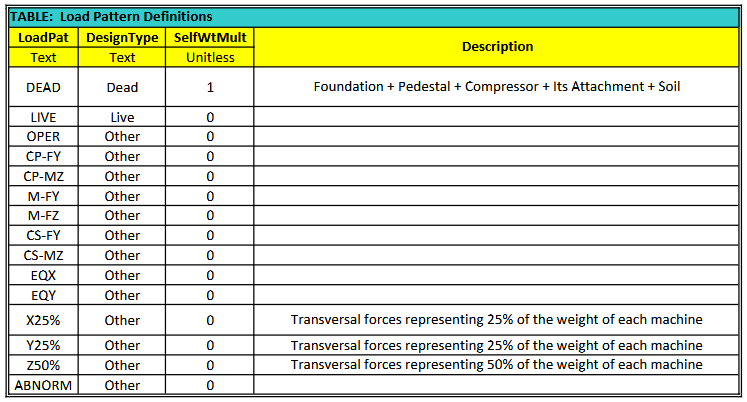 TABLE: Load Pattern Definitions
LoadPat DesignType SelfWtMult Description
Text Text Unitless
DEAD Dead 1 Foundation + Pedestal + Compressor + Its Attachment + Soil
LIVE Live 0
OPER Other 0
CP-FY Other 0
CP-MZ Other 0
M-FY Other 0
M-FZ Other 0
CS-FY Other 0
CS-MZ Other 0
EQX Other 0
EQY Other 0
X25% Other 0 Transversal forces representing 25% of the weight of each machine
Y25% Other 0 Transversal forces representing 25% of the weight of each machine
Z50% Other 0 Transversal forces representing 50% of the weight of each machine
ABNORM Other 0